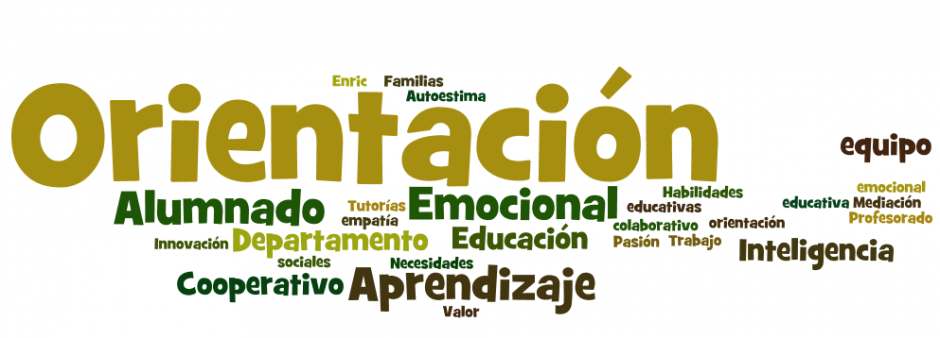 Enric Familias
Autoestima
Orientación
equipo
emocional
Habilidades
Alumnado Tutorías Emocional educativas educativa Mediación
empatía colaborativo orientación Profesorado
Innovación Departamento Educación Pasión Trabajo Inteligencia
sociales Necesidades
Cooperativo Aprendizaje
Valor